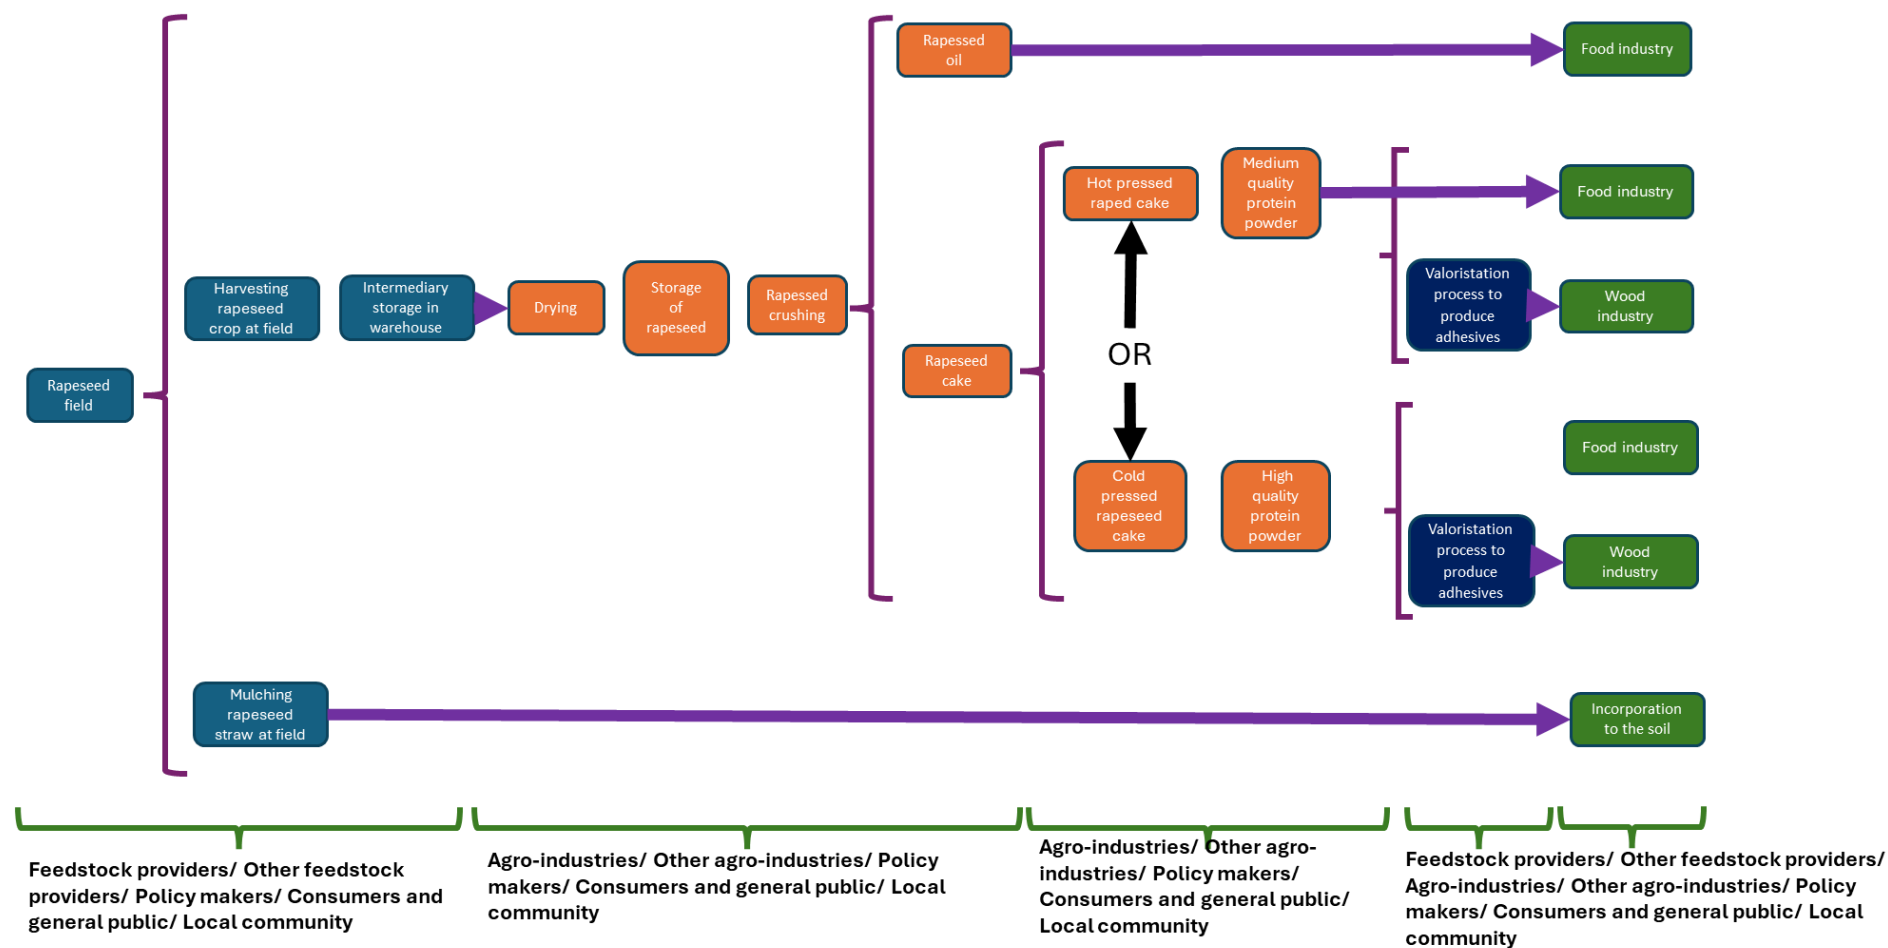 Rapessed
oil
Food industry
Medium
quality
protein
powder
Hot pressed
raped cake
Food industry
Harvesting
rapeseed
crop at field
Intermediary
storage in
warehouse
Drying
Storage
of
rapeseed
Rapessed
crushing
Valoristation
process to
produce
adhesives
Wood
industry
OR
Rapeseed
cake
Rapeseed
field
Food industry
Cold
pressed
rapeseed
cake
High
quality
protein
powder
Valoristation
process to
produce
adhesives
Wood
industry
Mulching
rapeseed
straw at field
Incorporation
to the soil
Feedstock providers/ Other feedstock
providers/ Policy makers/ Consumers and
general public/ Local community
Agro-industries/ Other agro-industries/ Policy
makers/ Consumers and general public/ Local
community
Agro-industries/ Other agro-
industries/ Policy makers/
Consumers and general public/
Local community
Feedstock providers/ Other feedstock providers/
Agro-industries/ Other agro-industries/ Policy
makers/ Consumers and general public/ Local
community